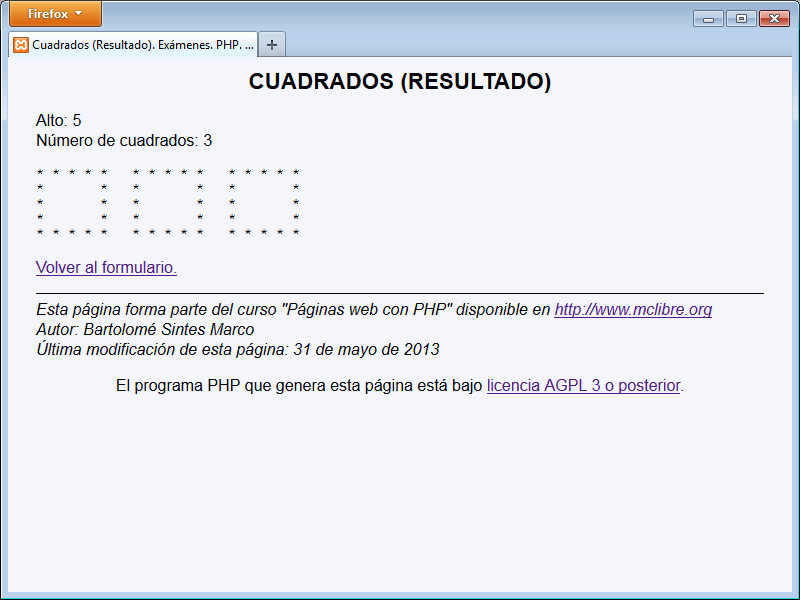 Firefox
Cuadrados (Resultado). Exámenes. PHP. ...
CUADRADOS (RESULTADO)
Alto: 5
Número de cuadrados: 3
* * * * *   * * * * *   * * * * *
*       *   *       *   *       *
*       *   *       *   *       *
*       *   *       *   *       *
* * * * *   * * * * *   * * * * *
Volver al formulario.
Esta página forma parte del curso "Páginas web con PHP" disponible en http://www.mclibre.org
Autor: Bartolomé Sintes Marco
Última modificación de esta página: 31 de mayo de 2013
El programa PHP que genera esta página está bajo licencia AGPL 3 o posterior.